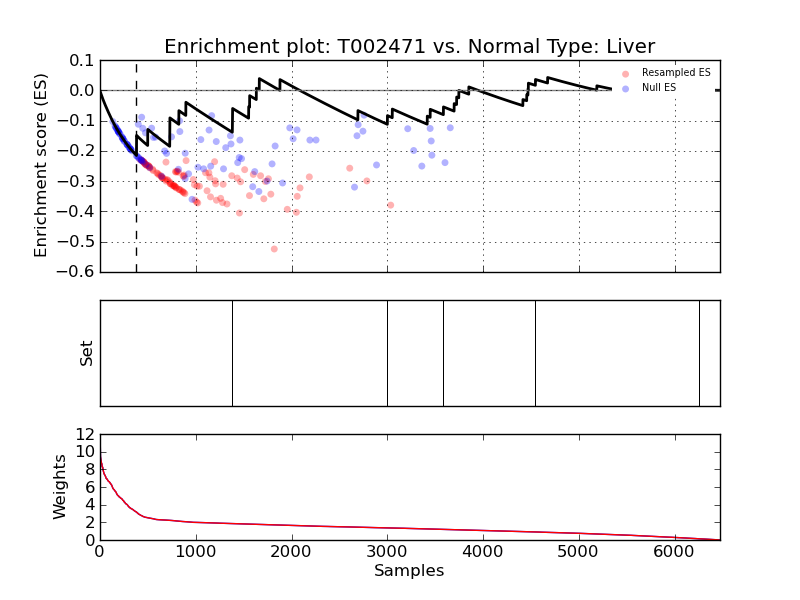 Enrichment plot: T002471 vs. Normal Type: Liver
Enrichment score (ES)
0.1
0.0
−0.1
−0.2
−0.3
−0.4
−0.5
−0.6
Resampled ES
Null ES
Set
Weights
12
10
8
6
4
2
0
0 1000 2000 3000 4000 5000 6000
Samples